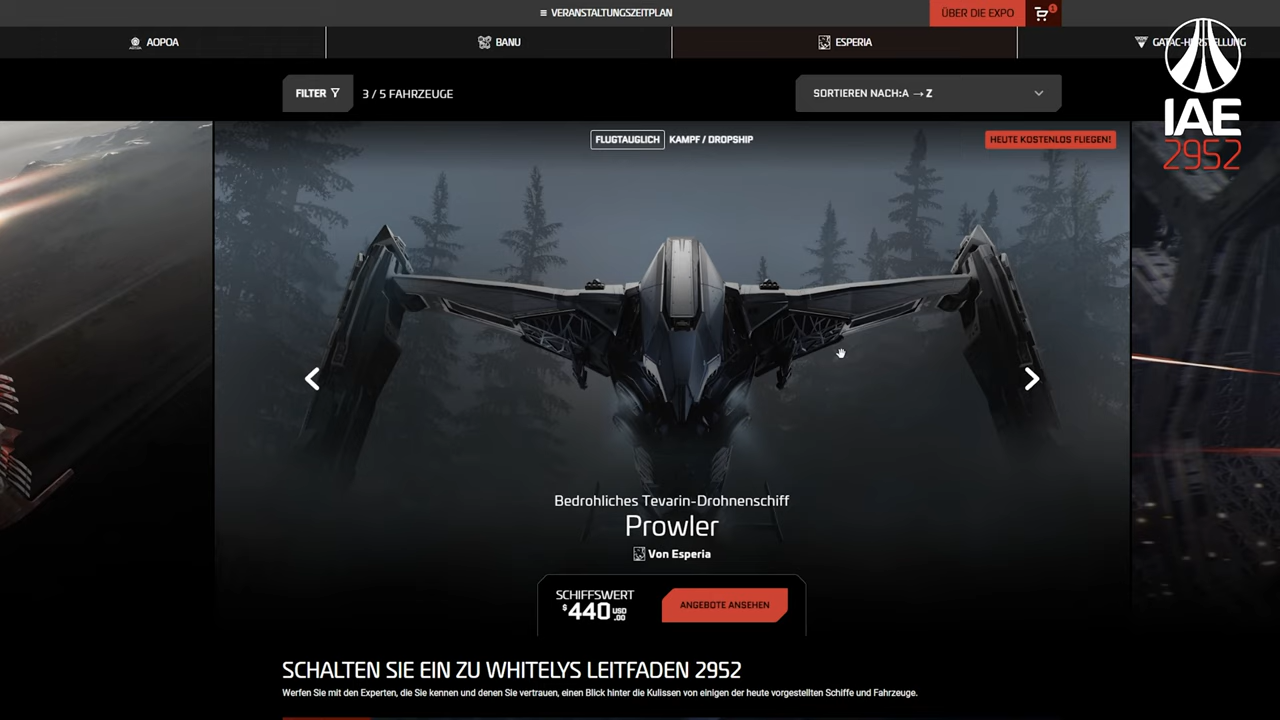 ≡ VERANSTALTUNGSZEITPLAN
ÜBER DIE EXPO
1
AOPOA
BANU
ESPERIA
GATAC-HERSTELLUNG
IAE
2952
FILTER
3 / 5 FAHRZEUGE
SORTIEREN NACH:A →Z
FLUGTAUGLICH
KAMPF / DROPSHIP
HEUTE KOSTENLOS FLIEGEN!
Bedrohliches Tevarin-Drohnenschiff
Prowler
Von Esperia
SCHIFFSWERT
$440 USD .00
ANGEBOTE ANSEHEN
SCHALTEN SIE EIN ZU WHITELYS LEITFADEN 2952
Werfen Sie mit den Experten, die Sie kennen und denen Sie vertrauen, einen Blick hinter die Kulissen von einigen der heute vorgestellten Schiffe und Fahrzeuge.